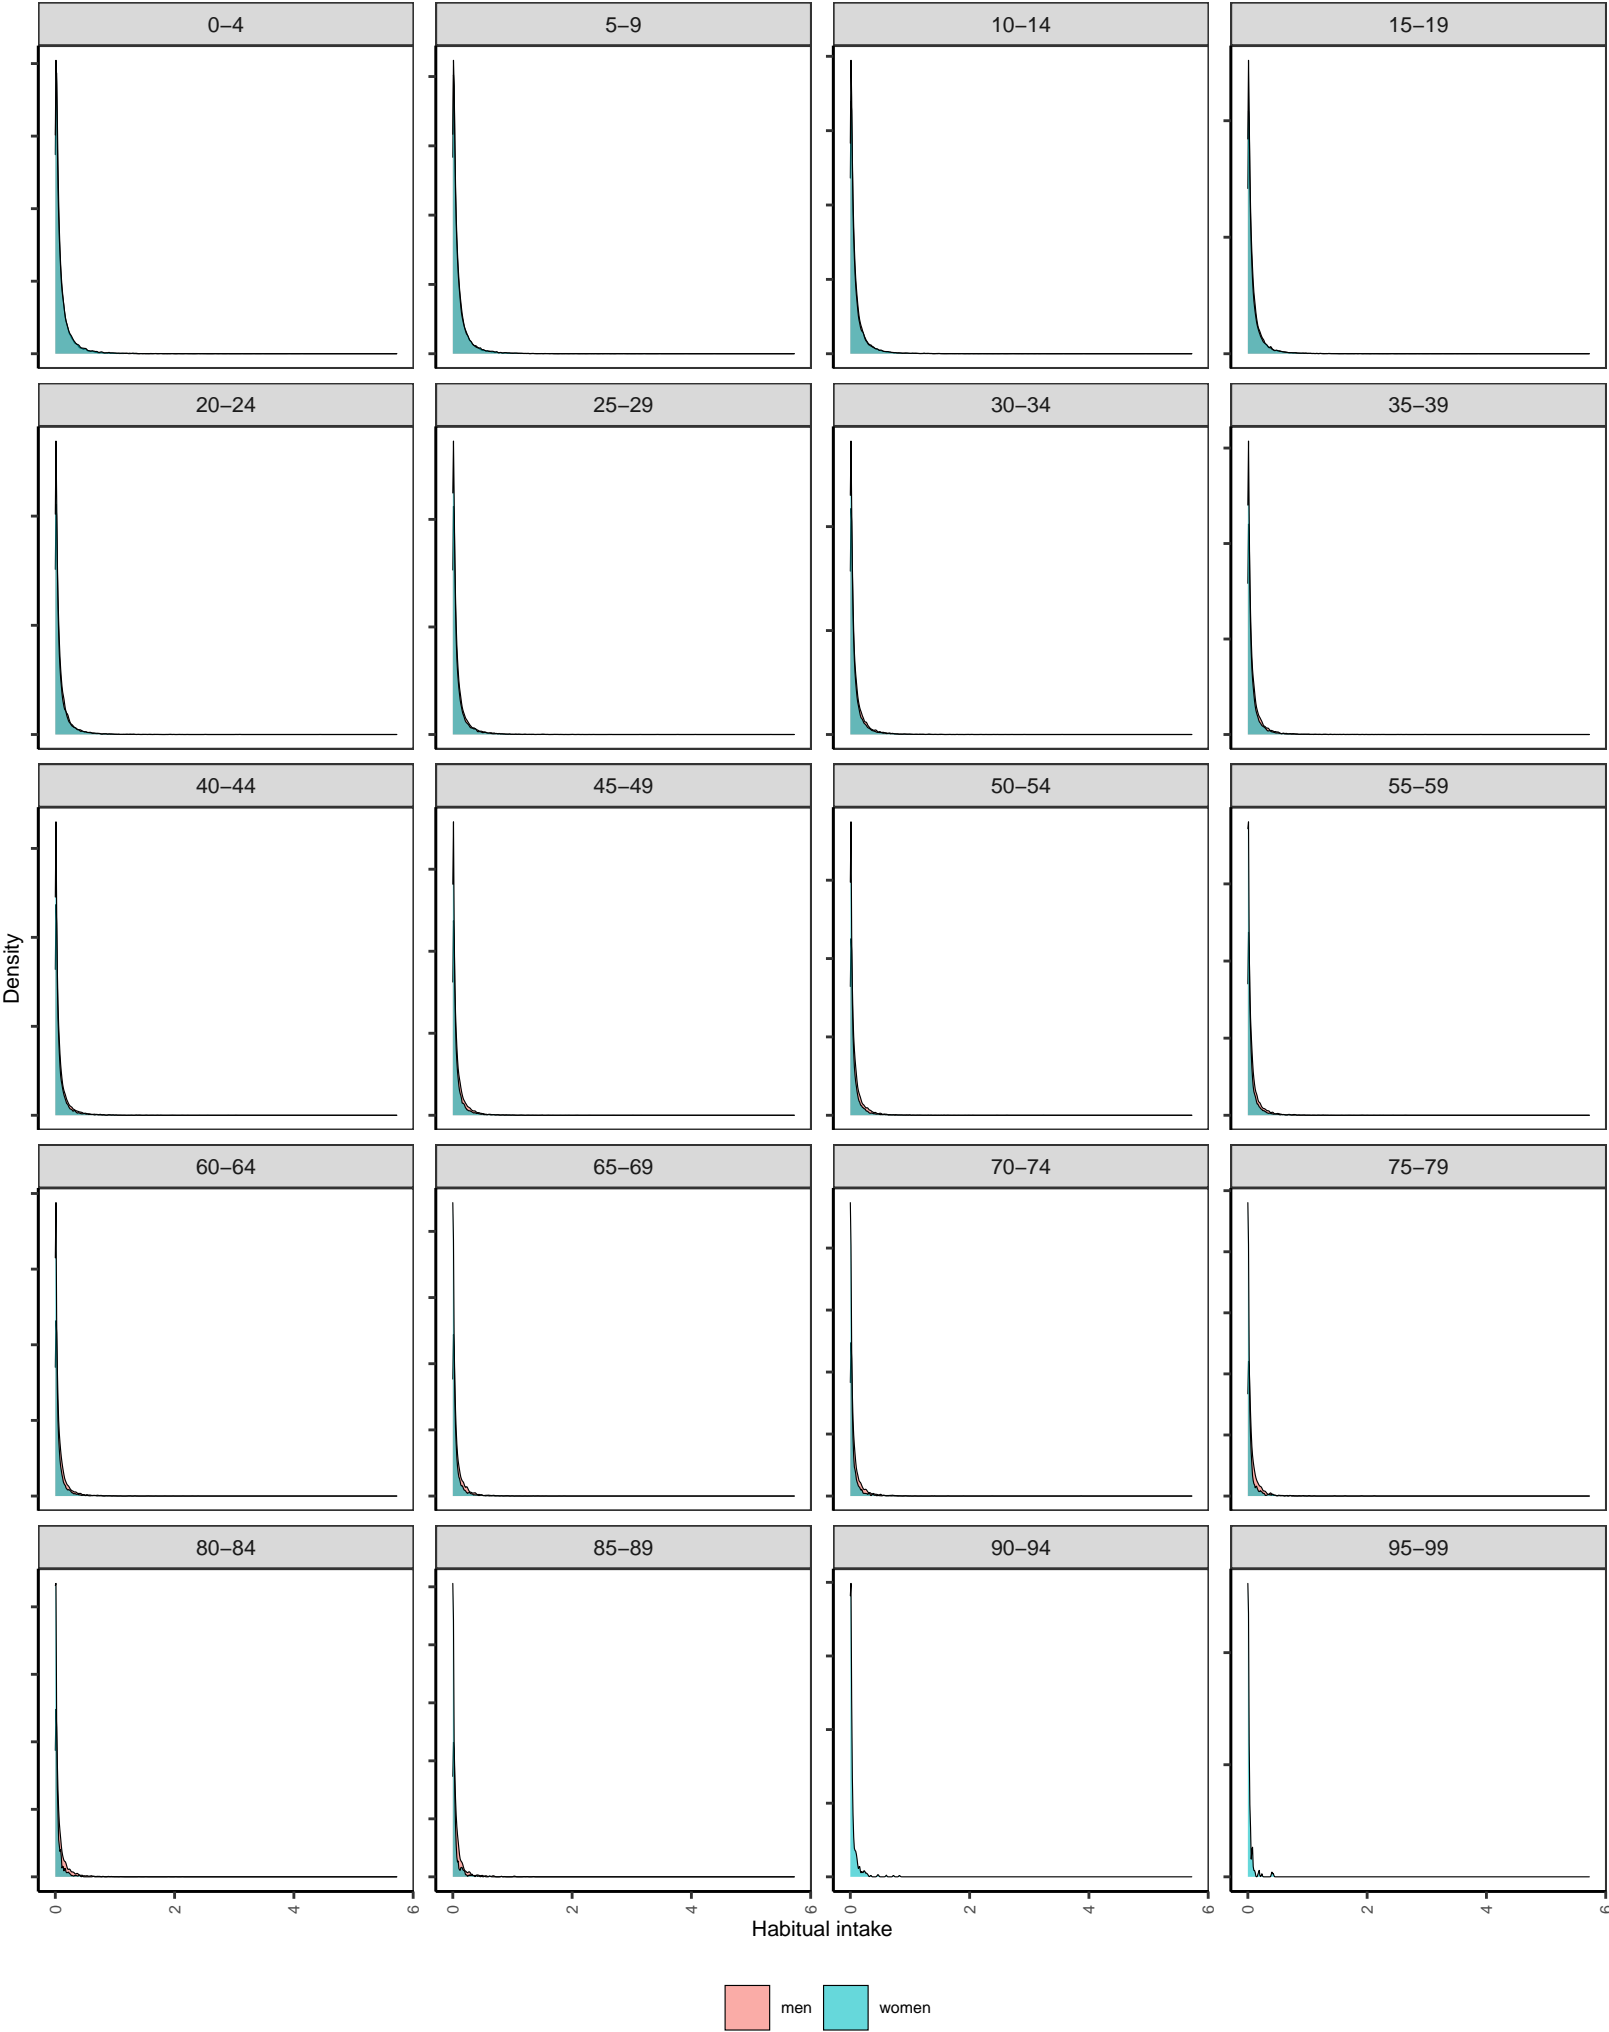 0–4 5–9 10–14 15–19
20–24 25–29 30–34 35–39
40–44 45–49 50–54 55–59
Density
60–64 65–69 70–74 75–79
80–84 85–89 90–94 95–99
0 2 4 6 0 2 4 6 0 2 4 6 0 2 4 6
Habitual intake
men women